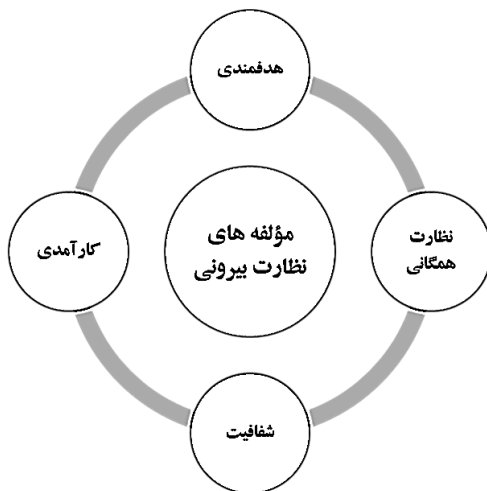 هدفمندی
نظارت
همگانی
مؤلفه های
نظارت بیرونی
کارآمدی
شفافیت